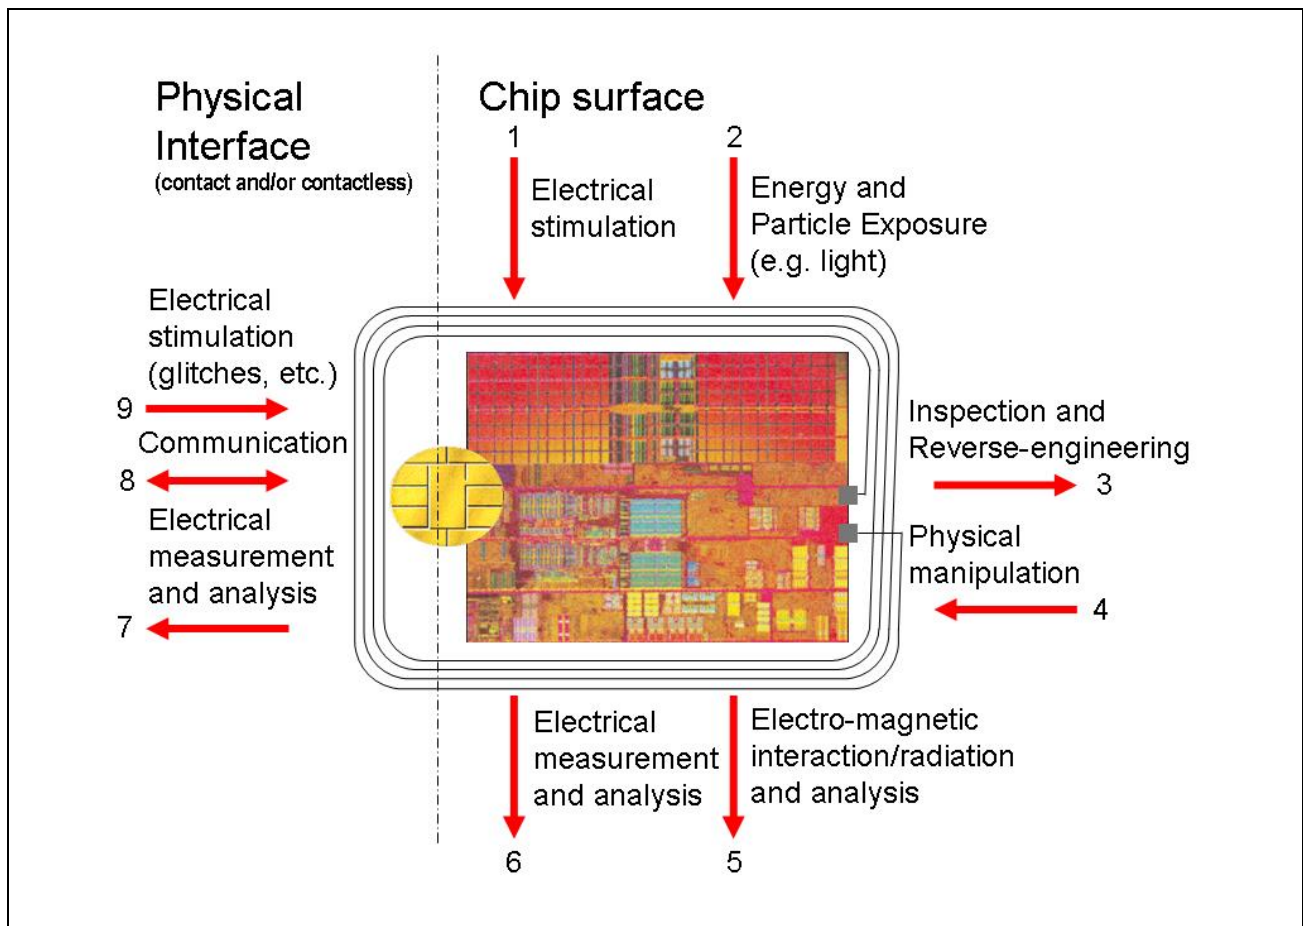 Physical
Interface
(contact and/or contactless)
Chip surface
1
2
Electrical
stimulation
Energy and
Particle Exposure
(e.g. light)
Electrical
stimulation
(glitches, etc.)
9
Communication
8
Electrical
measurement
and analysis
7
Inspection and
Reverse-engineering
3
Physical
manipulation
4
Electrical
measurement
and analysis
6
Electro-magnetic
interaction/radiation
and analysis
5